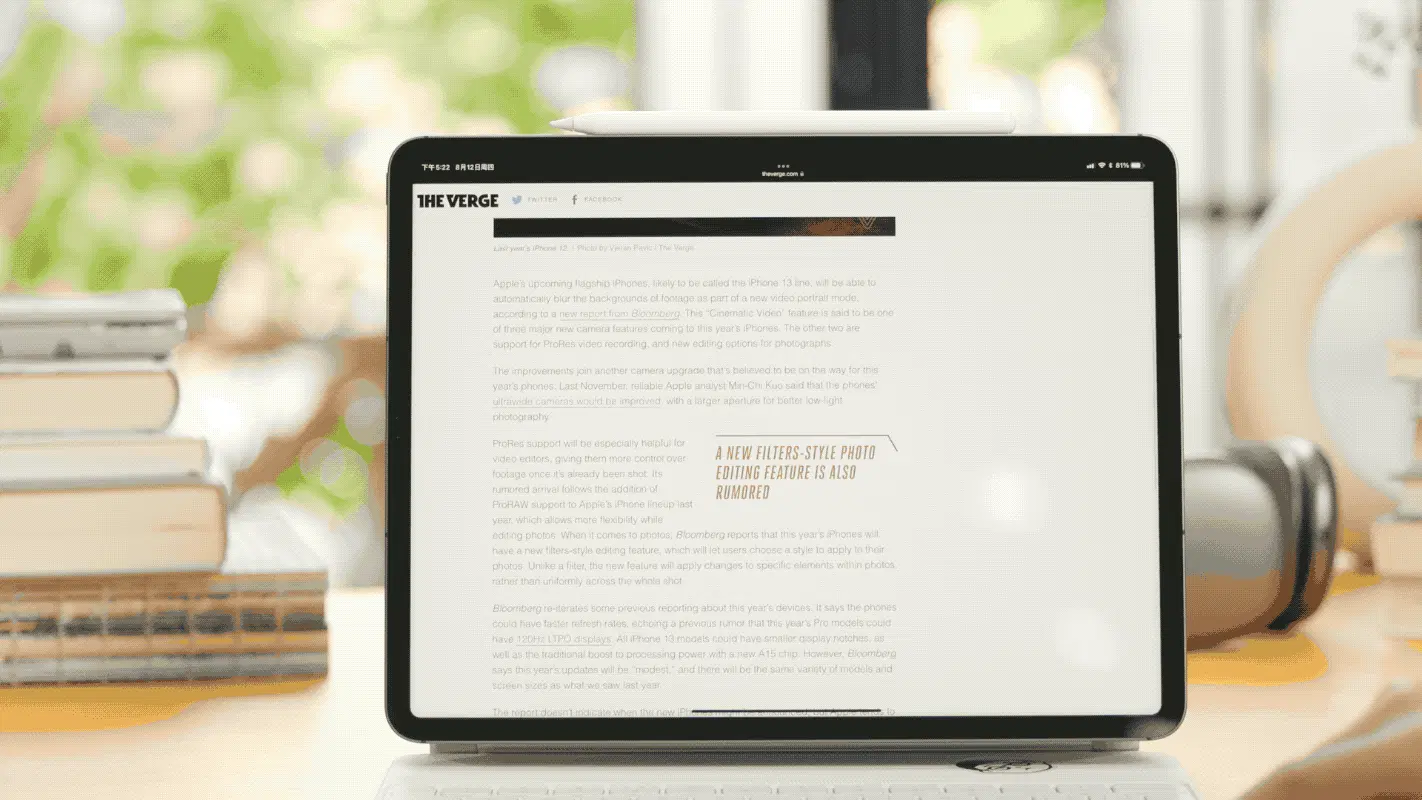 下午5:22 8月12日周四
theverge.com
81%
THE VERGE TWITTER FACEBOOK
Last year's iPhone 12. | Photo by Vjeran Pavic / The Verge
Apple's upcoming flagship iPhones, likely to be called the iPhone 13 line, will be able to
automatically blur the backgrounds of footage as part of a new video portrait mode,
according to a new report from Bloomberg. This "Cinematic Video" feature is said to be one
of three major new camera features coming to this year's iPhones. The other two are
support for ProRes video recording, and new editing options for photographs.
The improvements join another camera upgrade that's believed to be on the way for this
year's phones. Last November, reliable Apple analyst Min-Chi Kuo said that the phones'
ultrawide cameras would be improved, with a larger aperture for better low-light
photography.
ProRes support will be especially helpful for
video editors, giving them more control over
footage once it's already been shot. Its
rumored arrival follows the addition of
ProRAW support to Apple's iPhone lineup last
year, which allows more flexibility while
A NEW FILTERS-STYLE PHOTO
EDITING FEATURE IS ALSO
RUMORED
editing photos. When it comes to photos, Bloomberg reports that this year's iPhones will
have a new filters-style editing feature, which will let users choose a style to apply to their
photos. Unlike a filter, the new feature will apply changes to specific elements within photos
rather than uniformly across the whole shot.
Bloomberg re-iterates some previous reporting about this year's devices. It says the phones
could have faster refresh rates, echoing a previous rumor that this year's Pro models could
have 120Hz LTPO displays. All iPhone 13 models could have smaller display notches, as
well as the traditional boost to processing power with a new A15 chip. However, Bloomberg
says this year's updates will be "modest," and there will be the same variety of models and
screen sizes as what we saw last year.
The report doesn't indicate when the new iPhones might be announced, but Apple tends to